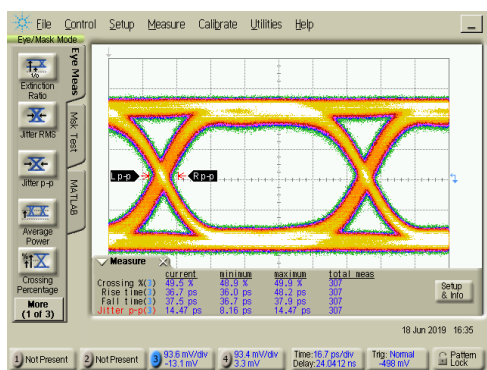 File Control Setup Measure Calibrate Utilities Help
Eye/Mask Mode
Eye Meas
Msk Test
MATLAB
Extinction
Ratio
Jitter RMS
Jitter p-p
Average
Power
Crossing
Percentage
More
(1 of 3)
L p-p R p-p
Measure
current minimum maximum total meas
Crossing %(3) 49.5 % 48.9 % 49.9 % 307
Rise time(3) 36.7 ps 36.0 ps 48.2 ps 307
Fall time(3) 37.5 ps 36.7 ps 37.9 ps 307
Jitter p-p(3) 14.47 ps 8.16 ps 14.47 ps 307
Setup
& Info
18 Jun 2019 16:35
1 Not Present
2 Not Present
3 93.6 mV/div
-13.1 mV
4 93.4 mV/div
3.3 mV
Time:16.7 ps/div
Delay:24.0412 ns
Trig: Normal
-498 mV
Pattern
Lock